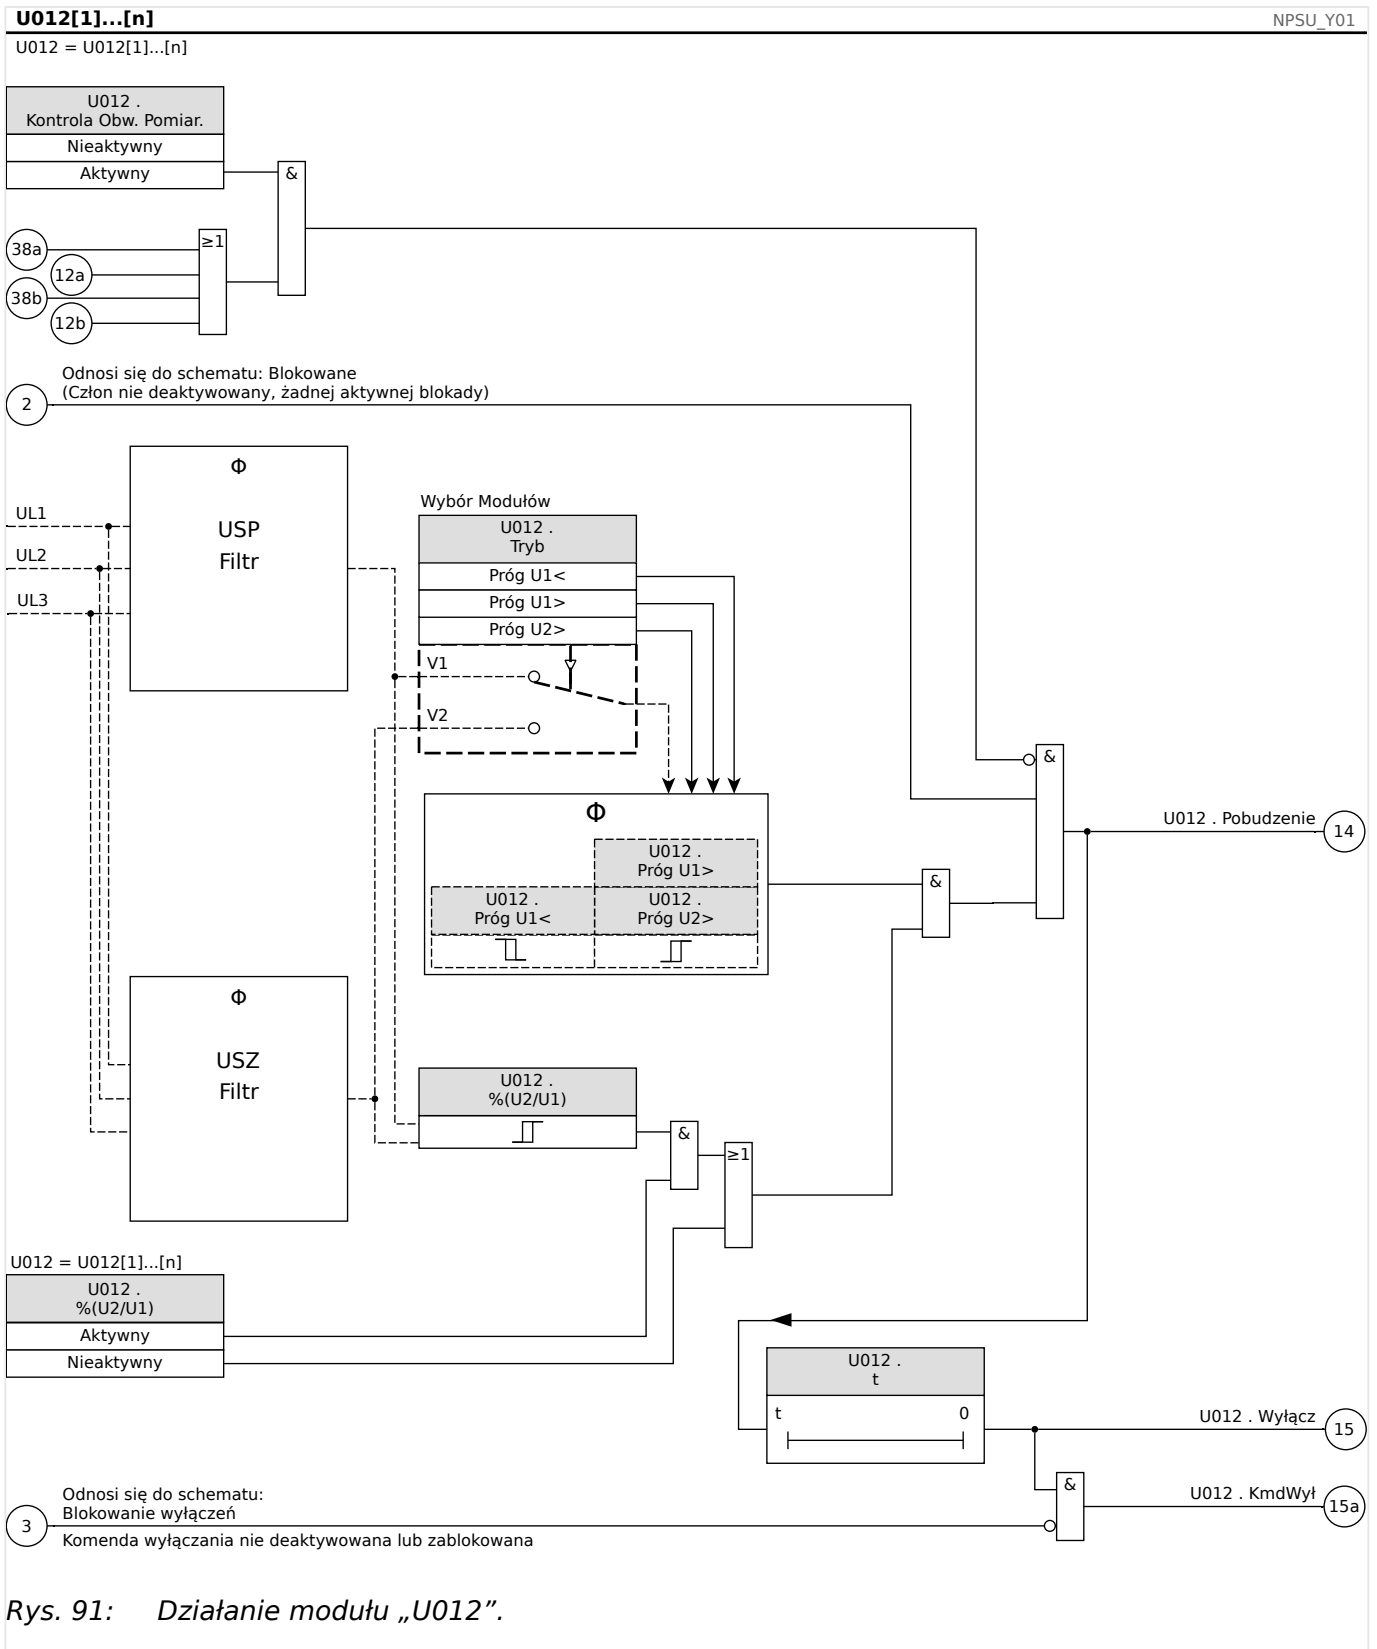 U012[1]...[n]
NPSU_Y01
U012 = U012[1]...[n]
U012 .
Kontrola Obw. Pomiar.
Nieaktywny
Aktywny
&
≥1
38a
12a
38b
12b
Odnosi się do schematu: Blokowane
(Człon nie deaktywowany, żadnej aktywnej blokady)
2
Φ
USP
Filtr
UL1
UL2
UL3
Wybór Modułów
U012 .
Tryb
Próg U1<
Próg U1>
Próg U2>
V1
V2
&
U012 . Pobudzenie
14
Φ
U012 .
Próg U1>
U012 .
Próg U1<
U012 .
Próg U2>
&
Φ
USZ
Filtr
U012 .
%(U2/U1)
&
≥1
U012 = U012[1]...[n]
U012 .
%(U2/U1)
Aktywny
Nieaktywny
U012 .
t
t
0
U012 . Wyłącz
15
&
U012 . KmdWył
15a
Odnosi się do schematu:
Blokowanie wyłączeń
3
Komenda wyłączania nie deaktywowana lub zablokowana
Rys. 91: Działanie modułu „U012”.